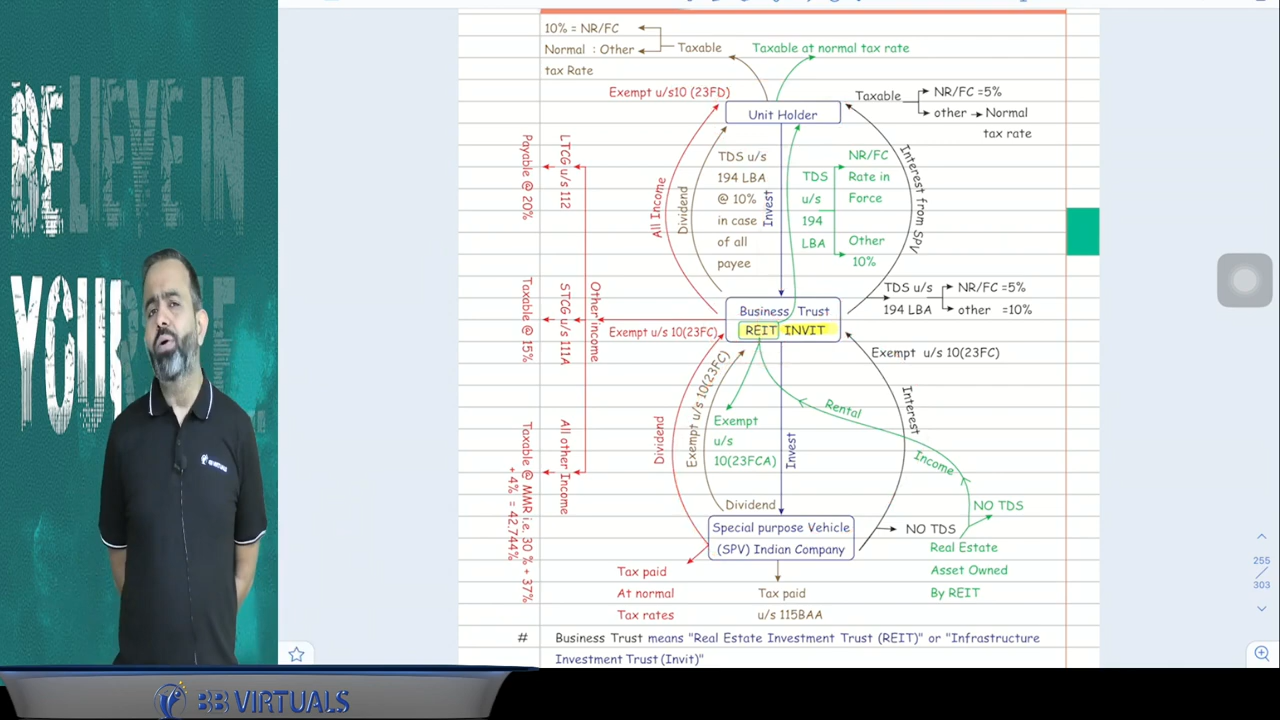 BELIEVE IN
YOUR
10% = NR/FC
Normal : Other
tax Rate
Taxable
Taxable at normal tax rate
Exempt u/s10 (23FD)
Unit Holder
Taxable
NR/FC =5%
other → Normal
tax rate
LTCG u/s 112
Payable @ 20%
All Income
Dividend
TDS u/s
194 LBA
@ 10%
in case
of all
payee
Invest
TDS
u/s
194
LBA
NR/FC
Rate in
Force
Other
10%
Interest from SPV
STCG u/s 111A
Taxable @ 15%
Other income
Exempt u/s 10(23FC)
Business Trust
REIT INVIT
TDS u/s
194 LBA
NR/FC =5%
other =10%
Exempt u/s 10(23FC)
All other Income
Taxable @ MMR i.e, 30 % + 37%
+4% = 42.744%
Dividend
Exempt u/s 10(23FC)
Exempt
u/s
10(23FCA)
Invest
Rental
Income
Interest
Dividend
NO TDS
NO TDS
Special purpose Vehicle
(SPV) Indian Company
Real Estate
Asset Owned
By REIT
Tax paid
At normal
Tax rates
Tax paid
u/s 115BAA
# Business Trust means "Real Estate Investment Trust (REIT)" or "Infrastructure
Investment Trust (Invit)"
255
303
BB VIRTUALS
BB VIRTUALS